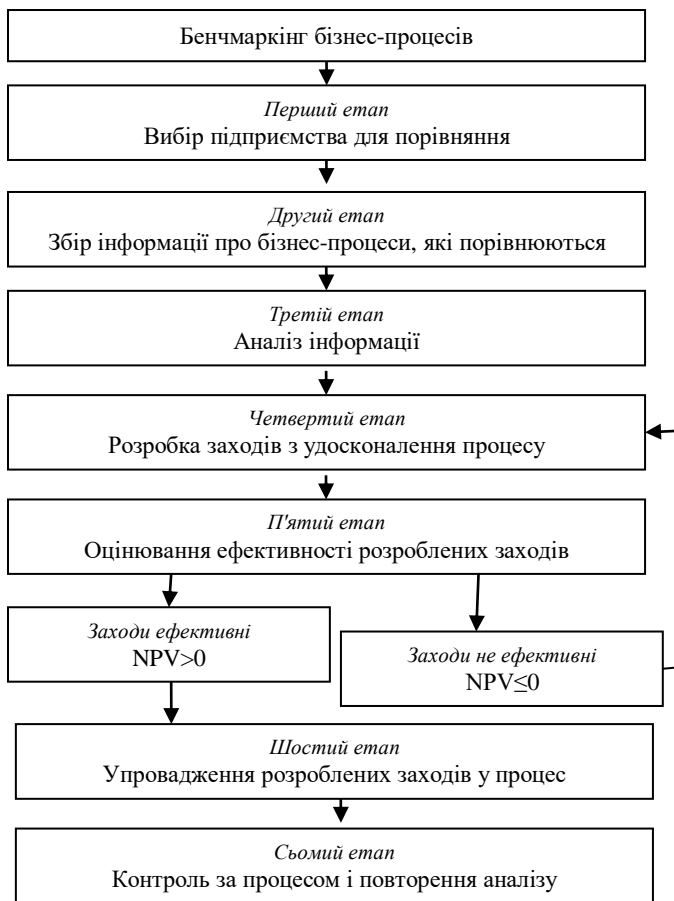 Бенчмаркінг бізнес-процесів
Перший етап
Вибір підприємства для порівняння
Другий етап
Збір інформації про бізнес-процеси, які порівнюються
Третій етап
Аналіз інформації
Четвертий етап
Розробка заходів з удосконалення процесу
П'ятий етап
Оцінювання ефективності розроблених заходів
Заходи ефективні
NPV>0
Заходи не ефективні
NPV≤0
Шостий етап
Упровадження розроблених заходів у процес
Сьомий етап
Контроль за процесом і повторення аналізу